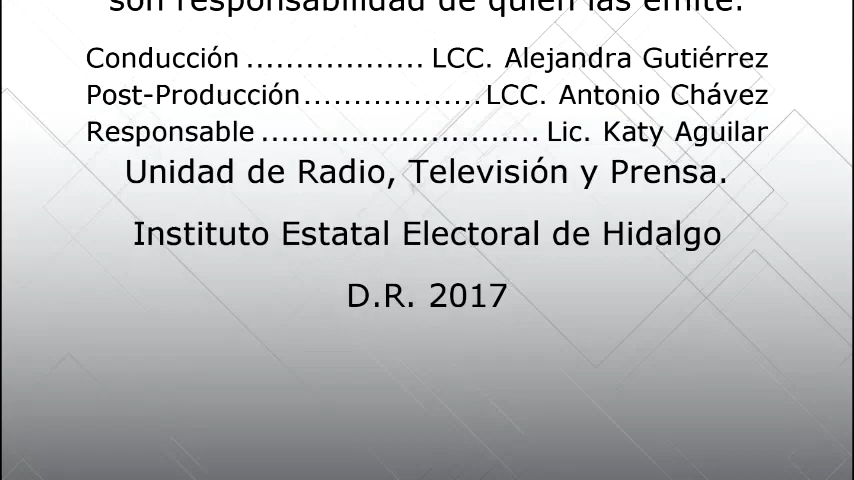 son responsabilidad de quien las emite.
Conducción .................. LCC. Alejandra Gutiérrez
Post-Producción.................. LCC. Antonio Chávez
Responsable ............................ Lic. Katy Aguilar
Unidad de Radio, Televisión y Prensa.
Instituto Estatal Electoral de Hidalgo
D.R. 2017